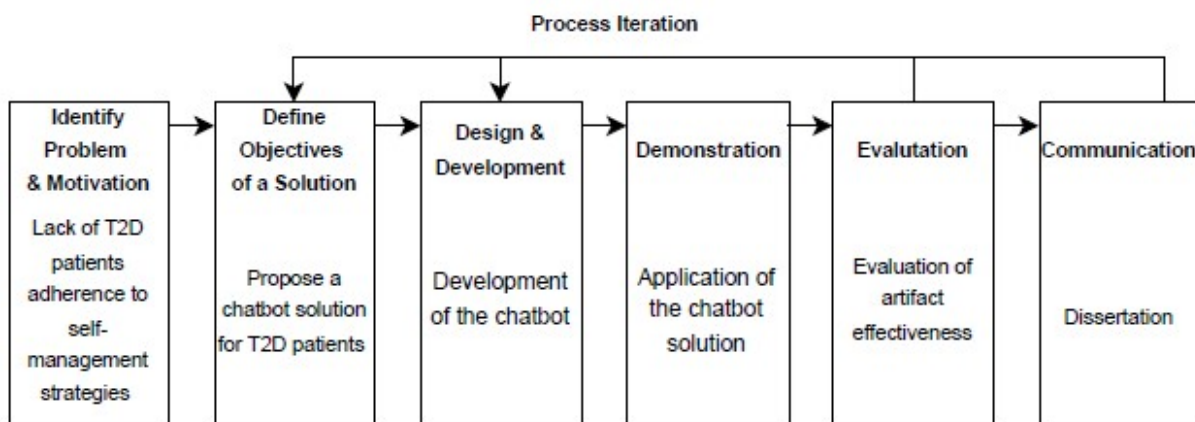 Process Iteration
Identify
Problem
& Motivation
Lack of T2D
patients
adherence to
self-
management
strategies
Define
Objectives
of a Solution
Propose a
chatbot solution
for T2D patients
Design &
Development
Development
of the chatbot
Demonstration
Application of
the chatbot
solution
Evalutation
Evaluation of
artifact
effectiveness
Communication
Dissertation